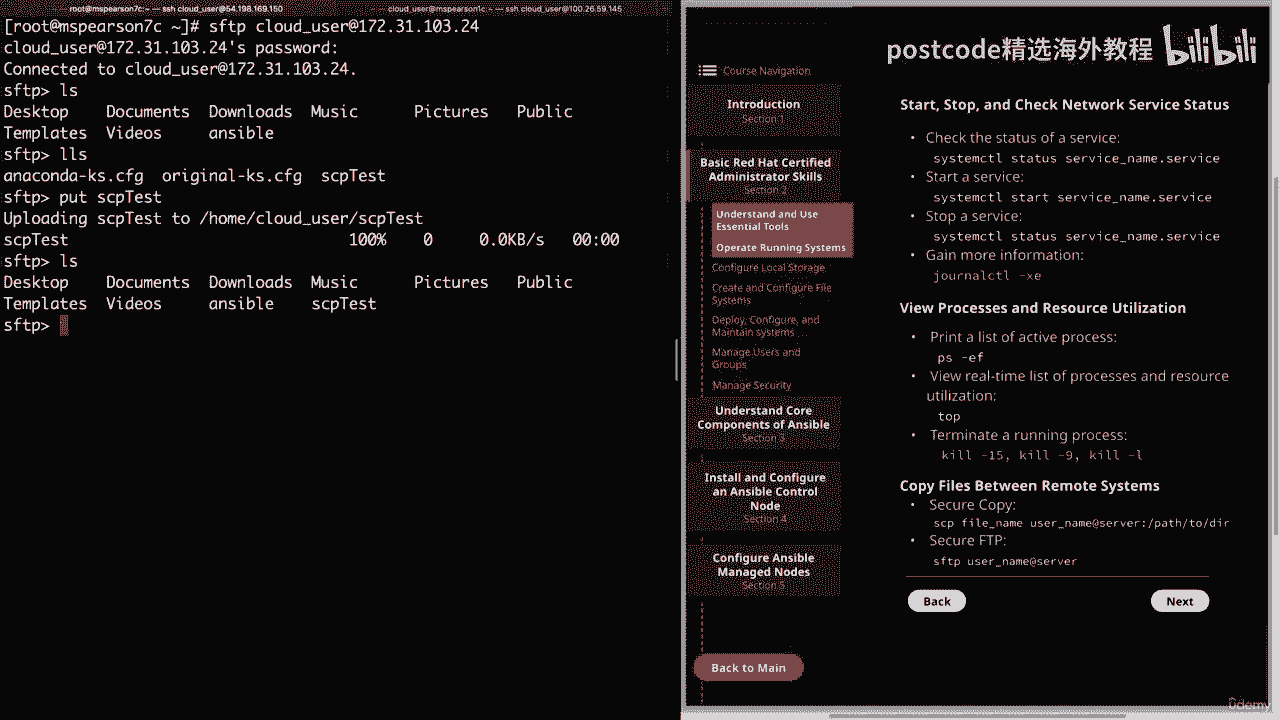 root@mspearson7c:~ — ssh cloud_user@54.198.169.150
cloud_user@mspearson1c:~ — ssh cloud_user@100.26.59.145
[root@mspearson7c ~]# sftp cloud_user@172.31.103.24
cloud_user@172.31.103.24's password:
Connected to cloud_user@172.31.103.24.
sftp> ls
Desktop Documents Downloads Music Pictures Public
Templates Videos ansible
sftp> lls
anaconda-ks.cfg original-ks.cfg scpTest
sftp> put scpTest
Uploading scpTest to /home/cloud_user/scpTest
scpTest 100% 0 0.0KB/s 00:00
sftp> ls
Desktop Documents Downloads Music Pictures Public
Templates Videos ansible scpTest
sftp>
postcode精选海外教程 bilibili
Course Navigation
Introduction
Section 1
Basic Red Hat Certified
Administrator Skills
Section 2
Understand and Use
Essential Tools
Operate Running Systems
Configure Local Storage
Create and Configure File
Systems
Deploy, Configure, and
Maintain systems
Manage Users and
Groups
Manage Security
Understand Core
Components of Ansible
Section 3
Install and Configure
an Ansible Control
Node
Section 4
Configure Ansible
Managed Nodes
Section 5
Back to Main
Start, Stop, and Check Network Service Status
• Check the status of a service:
systemctl status service_name.service
• Start a service:
systemctl start service_name.service
• Stop a service:
systemctl status service_name.service
• Gain more information:
journalctl -xe
View Processes and Resource Utilization
• Print a list of active process:
ps -ef
• View real-time list of processes and resource
utilization:
top
• Terminate a running process:
kill -15, kill -9, kill -l
Copy Files Between Remote Systems
• Secure Copy:
scp file_name user_name@server:/path/to/dir
• Secure FTP:
sftp user_name@server
Back
Next
ûdemy